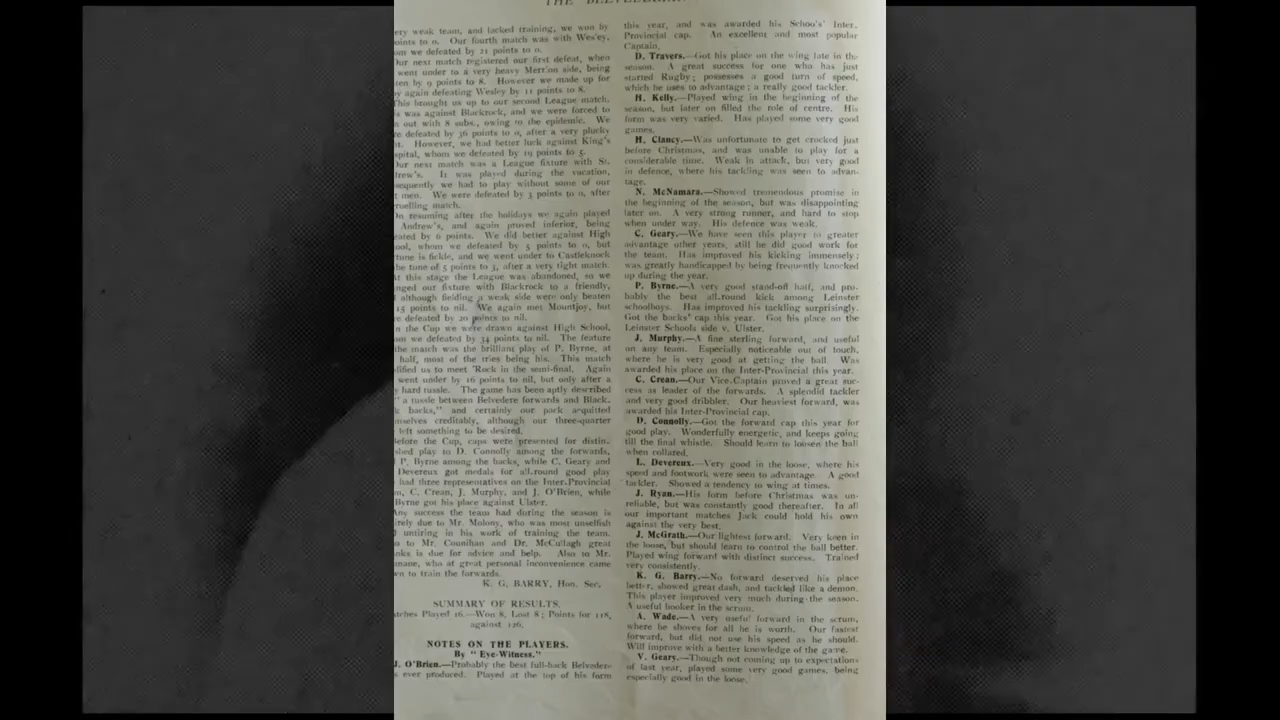 THE BELVEDERIAN
ery weak team, and lacked training, we won by
oints to 0. Our fourth match was with Wes'ey,
om we defeated by 21 points to 0.
Our next match registered our first defeat, when
went under to a very heavy Merrion side, being
ten by 9 points to 8. However we made up for
by again defeating Wesley by 11 points to 8.
This brought us up to our second League match.
is was against Blackrock, and we were forced to
n out with 8 subs., owing to the epidemic. We
re defeated by 36 points to 0, after a very plucky
ht. However, we had better luck against King's
spital, whom we defeated by 19 points to 5.
Our next match was a League fixture with St.
drew's. It was played during the vacation,
sequently we had to play without some of our
t men. We were defeated by 3 points to 0, after
ruelling match.
On resuming after the holidays we again played
Andrew's, and again proved inferior, being
eated by 6 points. We did better against High
ool, whom we defeated by 5 points to 0, but
tune is fickle, and we went under to Castleknock
the tune of 5 points to 3, after a very tight match.
At this stage the League was abandoned, so we
nged our fixture with Blackrock to a friendly,
l although fielding a weak side were only beaten
15 points to nil. We again met Mountjoy, but
e defeated by 20 points to nil.
n the Cup we were drawn against High School,
om we defeated by 34 points to nil. The feature
the match was the brilliant play of P. Byrne, at
half, most of the tries being his. This match
lified us to meet 'Rock in the semi-final. Again
went under by 16 points to nil, but only after a
hard tussle. The game has been aptly described
" a tussle between Belvedere forwards and Black.
k backs," and certainly our pack acquitted
mselves creditably, although our three-quarter
left something to be desired.
Before the Cup, caps were presented for distin.
shed play to D. Connolly among the forwards,
P. Byrne among the backs, while C. Geary and
Devereux got medals for all-round good play
had three representatives on the Inter-Provincial
m, C. Crean, J. Murphy, and J. O'Brien, while
Byrne got his place against Ulster.
Any success the team had during the season is
irely due to Mr. Molony, who was most unselfish
l untiring in his work of training the team.
o to Mr. Counihan and Dr. McCullagh great
nks is due for advice and help. Also to Mr.
nane, who at great personal inconvenience came
wn to train the forwards.
K. G. BARRY, Hon. Sec.
SUMMARY OF RESULTS.
atches Played 16.—Won 8, Lost 8; Points for 118,
against 126.
NOTES ON THE PLAYERS.
By " Eye-Witness."
J. O'Brien.—Probably the best full-back Belvedere
s ever produced. Played at the top of his form
this year, and was awarded his Schoo's' Inter.
Provincial cap. An excellent and most popular
Captain.
D. Travers.—Got his place on the wing late in the
season. A great success for one who has just
started Rugby; possesses a good turn of speed,
which he uses to advantage; a really good tackler.
H. Kelly.—Played wing in the beginning of the
season, but later on filled the role of centre. His
form was very varied. Has played some very good
games.
H. Clancy.—Was unfortunate to get crocked just
before Christmas, and was unable to play for a
considerable time. Weak in attack, but very good
in defence, where his tackling was seen to advan-
tage.
N. McNamara.—Showed tremendous promise in
the beginning of the season, but was disappointing
later on. A very strong runner, and hard to stop
when under way. His defence was weak.
C. Geary.—We have seen this player to greater
advantage other years, still he did good work for
the team. Has improved his kicking immensely;
was greatly handicapped by being frequently knocked
up during the year.
P. Byrne.—A very good stand-off half, and pro.
bably the best all-round kick among Leinster
schoolboys. Has improved his tackling surprisingly.
Got the backs' cap this year. Got his place on the
Leinster Schools side v. Ulster.
J. Murphy.—A fine sterling forward, and useful
on any team. Especially noticeable out of touch,
where he is very good at getting the ball. Was
awarded his place on the Inter-Provincial this year.
C. Crean.—Our Vice-Captain proved a great suc-
cess as leader of the forwards. A splendid tackler
and very good dribbler. Our heaviest forward, was
awarded his Inter-Provincial cap.
D. Connolly.—Got the forward cap this year for
good play. Wonderfully energetic, and keeps going
till the final whistle. Should learn to loosen the ball
when collared.
L. Devereux.—Very good in the loose, where his
speed and footwork were seen to advantage. A good
tackler. Showed a tendency to wing at times.
J. Ryan.—His form before Christmas was un-
reliable, but was constantly good thereafter. In all
our important matches Jack could hold his own
against the very best.
J. McGrath.—Our lightest forward. Very keen in
the loose, but should learn to control the ball better.
Played wing forward with distinct success. Trained
very consistently.
K. G. Barry.—No forward deserved his place
better, showed great dash, and tackled like a demon.
This player improved very much during the season.
A useful hooker in the scrum.
A. Wade.—A very useful forward in the scrum,
where he shoves for all he is worth. Our fastest
forward, but did not use his speed as he should.
Will improve with a better knowledge of the game.
V. Geary.—Though not coming up to expectations
of last year, played some very good games, being
especially good in the loose.